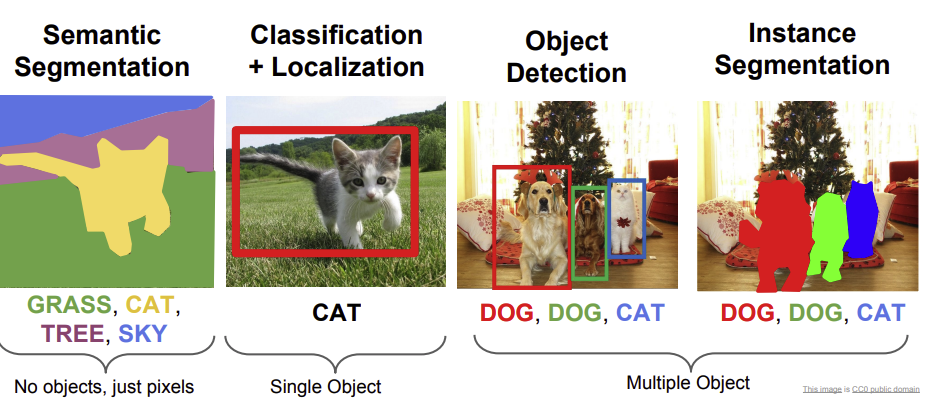 Semantic
Segmentation
Classification
+ Localization
Object
Detection
Instance
Segmentation
GRASS, CAT,
TREE, SKY
CAT
DOG, DOG, CAT
DOG, DOG, CAT
No objects, just pixels
Single Object
Multiple Object
This image is CC0 public domain